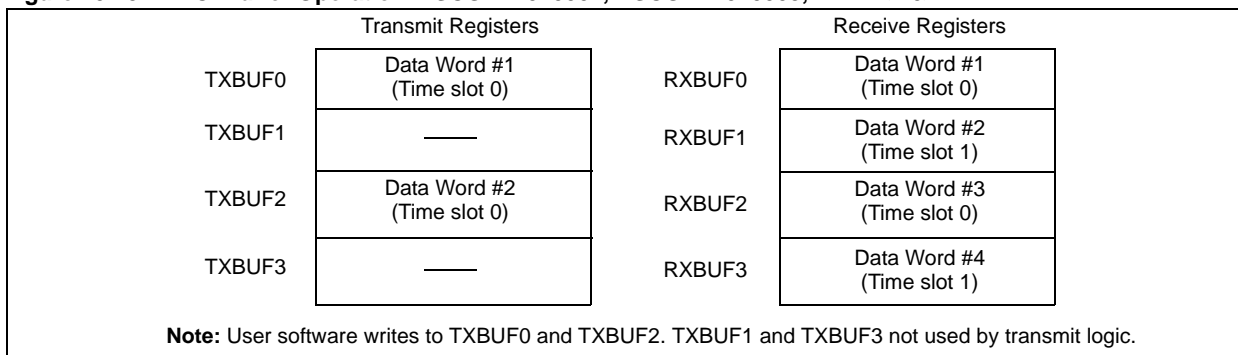 Transmit Registers
Receive Registers
TXBUF0
Data Word #1
(Time slot 0)
RXBUF0
Data Word #1
(Time slot 0)
TXBUF1
RXBUF1
Data Word #2
(Time slot 1)
TXBUF2
Data Word #2
(Time slot 0)
RXBUF2
Data Word #3
(Time slot 0)
TXBUF3
RXBUF3
Data Word #4
(Time slot 1)
Note: User software writes to TXBUF0 and TXBUF2. TXBUF1 and TXBUF3 not used by transmit logic.